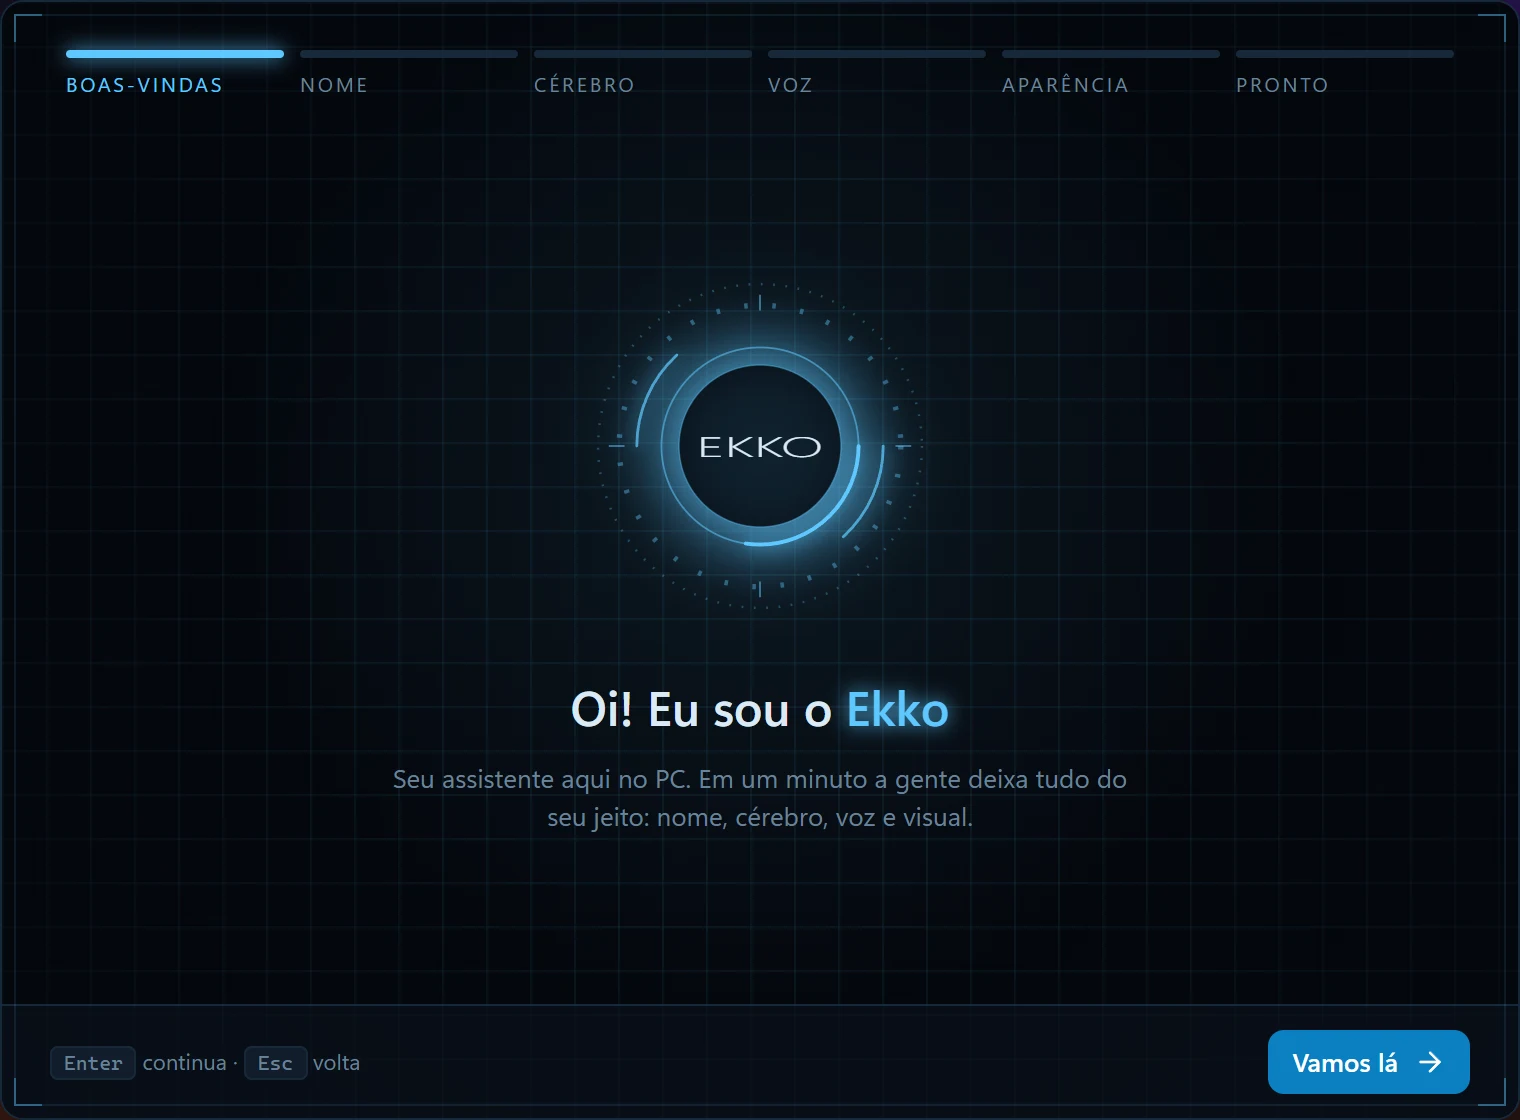 BOAS-VINDAS
NOME
CÉREBRO
VOZ
APARÊNCIA
PRONTO
EKKO
Oi! Eu sou o Ekko
Seu assistente aqui no PC. Em um minuto a gente deixa tudo do
seu jeito: nome, cérebro, voz e visual.
Enter continua · Esc volta
Vamos lá →